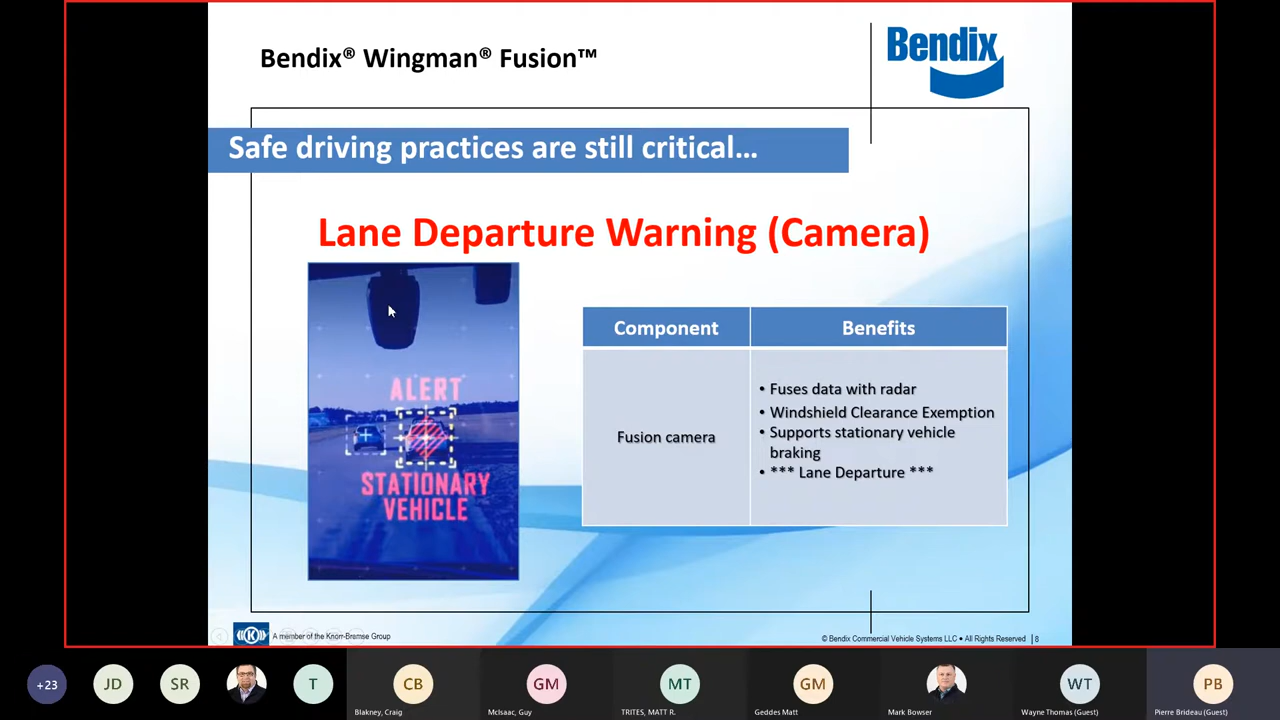 Bendix® Wingman® Fusion™
Bendix
Safe driving practices are still critical…
Lane Departure Warning (Camera)
ALERT
STATIONARY
VEHICLE
Component
Benefits
Fusion camera
• Fuses data with radar
• Windshield Clearance Exemption
• Supports stationary vehicle
braking
• *** Lane Departure ***
K
A member of the Knorr-Bremse Group
© Bendix Commercial Vehicle Systems LLC • All Rights Reserved | 8
+23
JD
SR
T
CB
GM
MT
GM
WT
PB
Blakney, Craig
McIsaac, Guy
TRITES, MATT R.
Geddes Matt
Mark Bowser
Wayne Thomas (Guest)
Pierre Brideau (Guest)